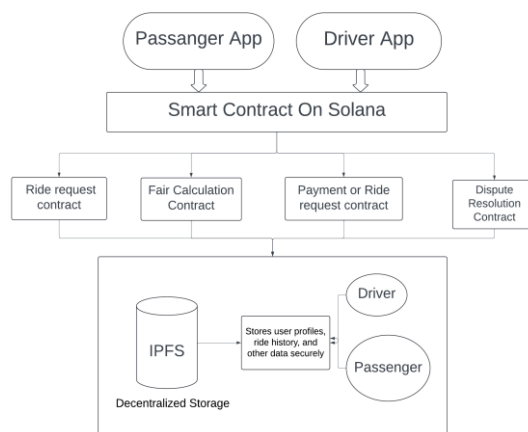 Passanger App
Driver App
Smart Contract On Solana
Ride request
contract
Fair Calculation
Contract
Payment or Ride
request contract
Dispute
Resolution
Contract
IPFS
Decentralized Storage
Stores user profiles,
ride history, and
other data securely
Driver
Passenger